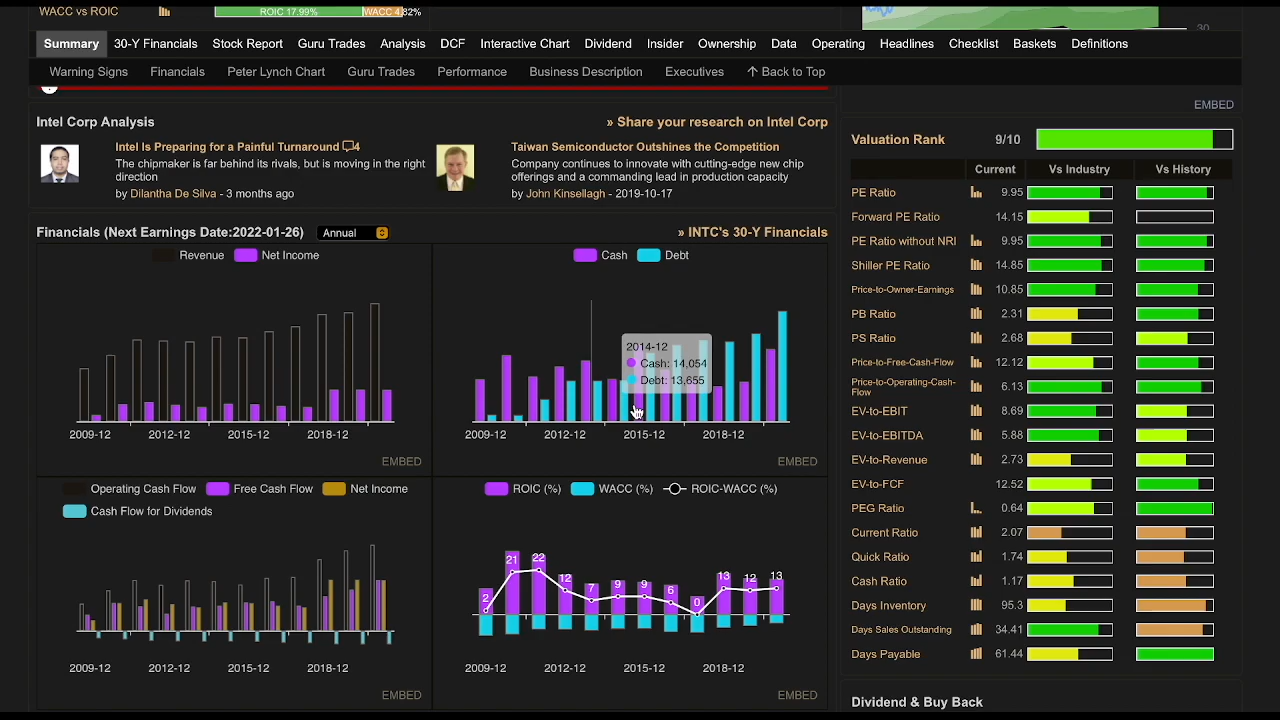 WACC vs ROIC
ROIC 17.99% WACC 4.82%
30
Summary 30-Y Financials Stock Report Guru Trades Analysis DCF Interactive Chart Dividend Insider Ownership Data Operating Headlines Checklist Baskets Definitions
Warning Signs Financials Peter Lynch Chart Guru Trades Performance Business Description Executives ↑ Back to Top
EMBED
Intel Corp Analysis
» Share your research on Intel Corp
Intel Is Preparing for a Painful Turnaround 4
The chipmaker is far behind its rivals, but is moving in the right
direction
by Dilantha De Silva - 3 months ago
Taiwan Semiconductor Outshines the Competition
Company continues to innovate with cutting-edge new chip
offerings and a commanding lead in production capacity
by John Kinsellagh - 2019-10-17
Financials (Next Earnings Date:2022-01-26) Annual
» INTC's 30-Y Financials
Revenue Net Income
2009-12 2012-12 2015-12 2018-12
EMBED
Cash Debt
2014-12
Cash: 14,054
Debt: 13,655
2009-12 2012-12 2015-12 2018-12
EMBED
Operating Cash Flow Free Cash Flow Net Income
Cash Flow for Dividends
2009-12 2012-12 2015-12 2018-12
EMBED
ROIC (%) WACC (%) ROIC-WACC (%)
2 21 22 12 7 9 9 6 0 13 12 13
2009-12 2012-12 2015-12 2018-12
EMBED
Valuation Rank 9/10
Current Vs Industry Vs History
PE Ratio 9.95
Forward PE Ratio 14.15
PE Ratio without NRI 9.95
Shiller PE Ratio 14.85
Price-to-Owner-Earnings 10.85
PB Ratio 2.31
PS Ratio 2.68
Price-to-Free-Cash-Flow 12.12
Price-to-Operating-Cash-
Flow 6.13
EV-to-EBIT 8.69
EV-to-EBITDA 5.88
EV-to-Revenue 2.73
EV-to-FCF 12.52
PEG Ratio 0.64
Current Ratio 2.07
Quick Ratio 1.74
Cash Ratio 1.17
Days Inventory 95.3
Days Sales Outstanding 34.41
Days Payable 61.44
Dividend & Buy Back